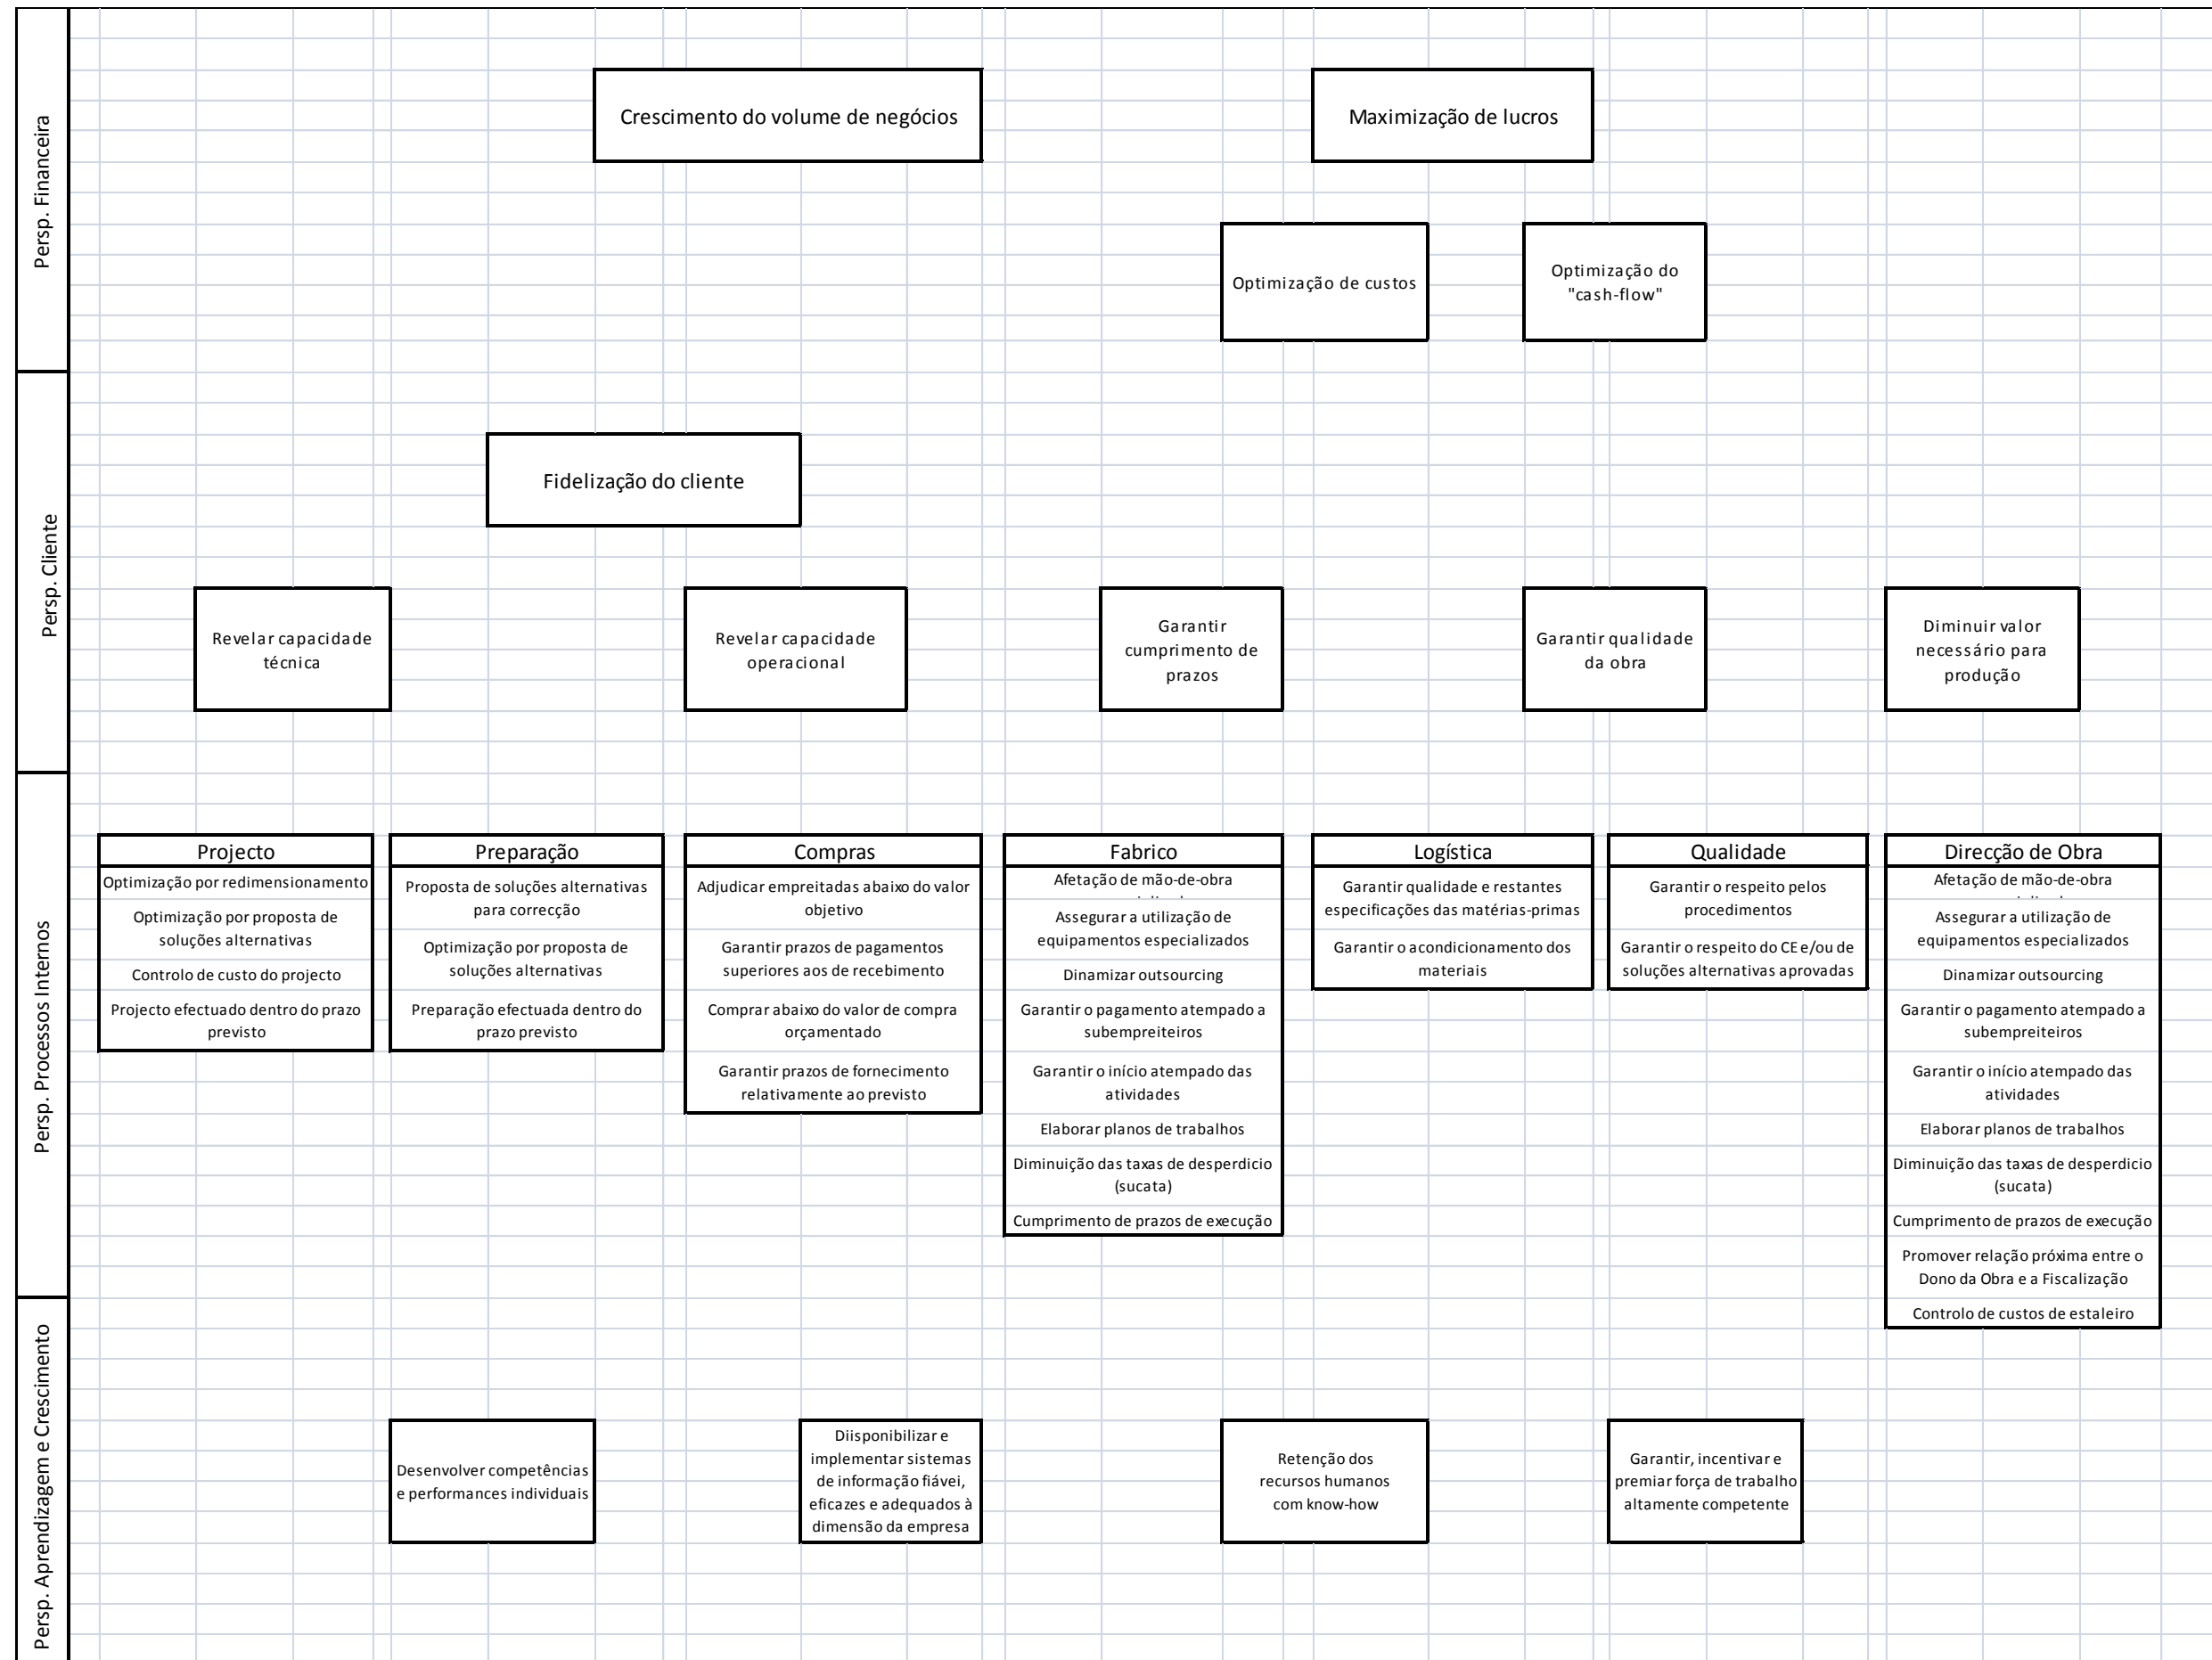 Persp. Financeira
Crescimento do volume de negócios
Maximização de lucros
Optimização de custos
Optimização do
"cash-flow"
Persp. Cliente
Fidelização do cliente
Revelar capacidade
técnica
Revelar capacidade
operacional
Garantir
cumprimento de
prazos
Garantir qualidade
da obra
Diminuir valor
necessário para
produção
Persp. Processos Internos
Projecto
Optimização por redimensionamento
Optimização por proposta de
soluções alternativas
Controlo de custo do projecto
Projecto efectuado dentro do prazo
previsto
Preparação
Proposta de soluções alternativas
para correcção
Optimização por proposta de
soluções alternativas
Preparação efectuada dentro do
prazo previsto
Compras
Adjudicar empreitadas abaixo do valor
objetivo
Garantir prazos de pagamentos
superiores aos de recebimento
Comprar abaixo do valor de compra
orçamentado
Garantir prazos de fornecimento
relativamente ao previsto
Fabrico
Afetação de mão-de-obra
Assegurar a utilização de
equipamentos especializados
Dinamizar outsourcing
Garantir o pagamento atempado a
subempreiteiros
Garantir o início atempado das
atividades
Elaborar planos de trabalhos
Diminuição das taxas de desperdicio
(sucata)
Cumprimento de prazos de execução
Logística
Garantir qualidade e restantes
especificações das matérias-primas
Garantir o acondicionamento dos
materiais
Qualidade
Garantir o respeito pelos
procedimentos
Garantir o respeito do CE e/ou de
soluções alternativas aprovadas
Direcção de Obra
Afetação de mão-de-obra
Assegurar a utilização de
equipamentos especializados
Dinamizar outsourcing
Garantir o pagamento atempado a
subempreiteiros
Garantir o início atempado das
atividades
Elaborar planos de trabalhos
Diminuição das taxas de desperdicio
(sucata)
Cumprimento de prazos de execução
Promover relação próxima entre o
Dono da Obra e a Fiscalização
Controlo de custos de estaleiro
Persp. Aprendizagem e Crescimento
Desenvolver competências
e performances individuais
Diisponibilizar e
implementar sistemas
de informação fiável,
eficazes e adequados à
dimensão da empresa
Retenção dos
recursos humanos
com know-how
Garantir, incentivar e
premiar força de trabalho
altamente competente